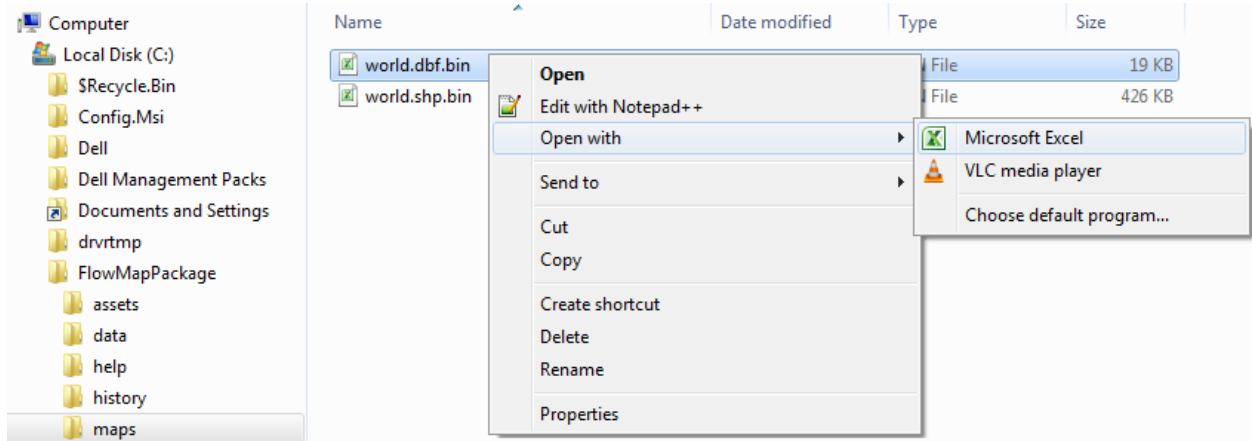 Computer
Local Disk (C:)
$Recycle.Bin
Config.Msi
Dell
Dell Management Packs
Documents and Settings
drvrtmp
FlowMapPackage
assets
data
help
history
maps
Name Date modified Type Size
world.dbf.bin File 19 KB
world.shp.bin File 426 KB
Open
Edit with Notepad++
Open with
Send to
Cut
Copy
Create shortcut
Delete
Rename
Properties
Microsoft Excel
VLC media player
Choose default program...